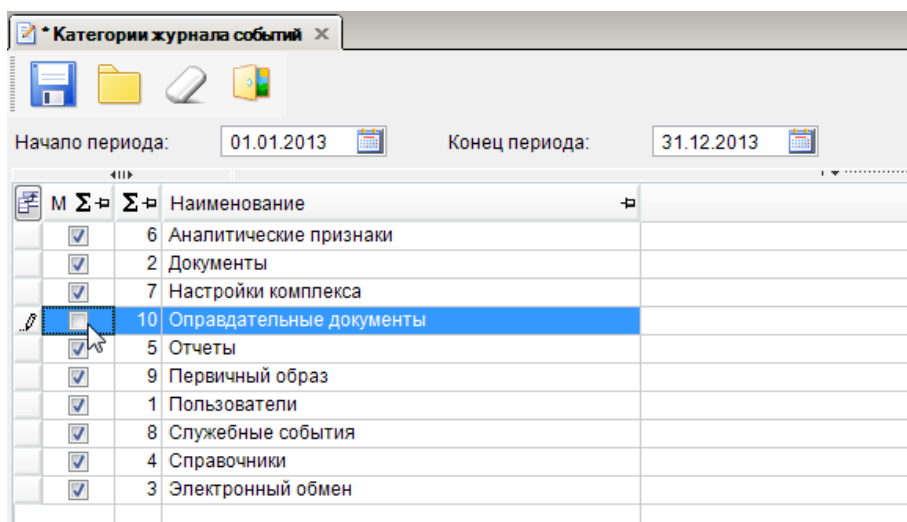 * Категории журнала событий
Начало периода: 01.01.2013 Конец периода: 31.12.2013
М Σ Σ Наименование
6 Аналитические признаки
2 Документы
7 Настройки комплекса
10 Оправдательные документы
5 Отчеты
9 Первичный образ
1 Пользователи
8 Служебные события
4 Справочники
3 Электронный обмен